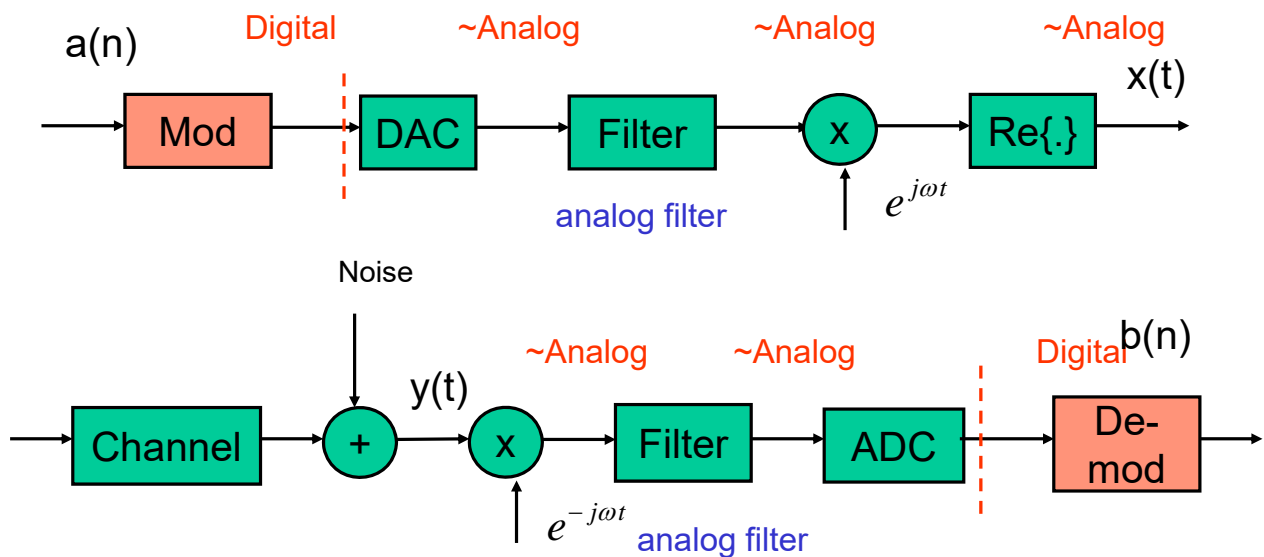 Digital
~Analog
~Analog
~Analog
a(n)
x(t)
Mod
DAC
Filter
x
Re{.}
analog filter
e^{jωt}
Noise
~Analog
~Analog
Digital
b(n)
y(t)
Channel
+
x
Filter
ADC
De-
mod
e^{-jωt}
analog filter